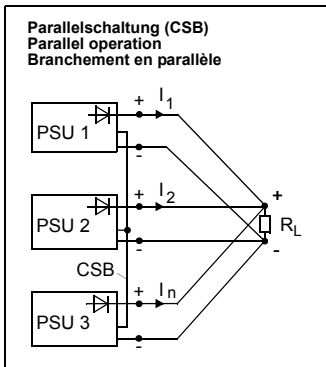 Parallelschaltung (CSB)
Parallel operation
Branchement en parallèle
+ I1
PSU 1
-
+ I2
PSU 2
-
+
RL
-
CSB
+ In
PSU 3
-